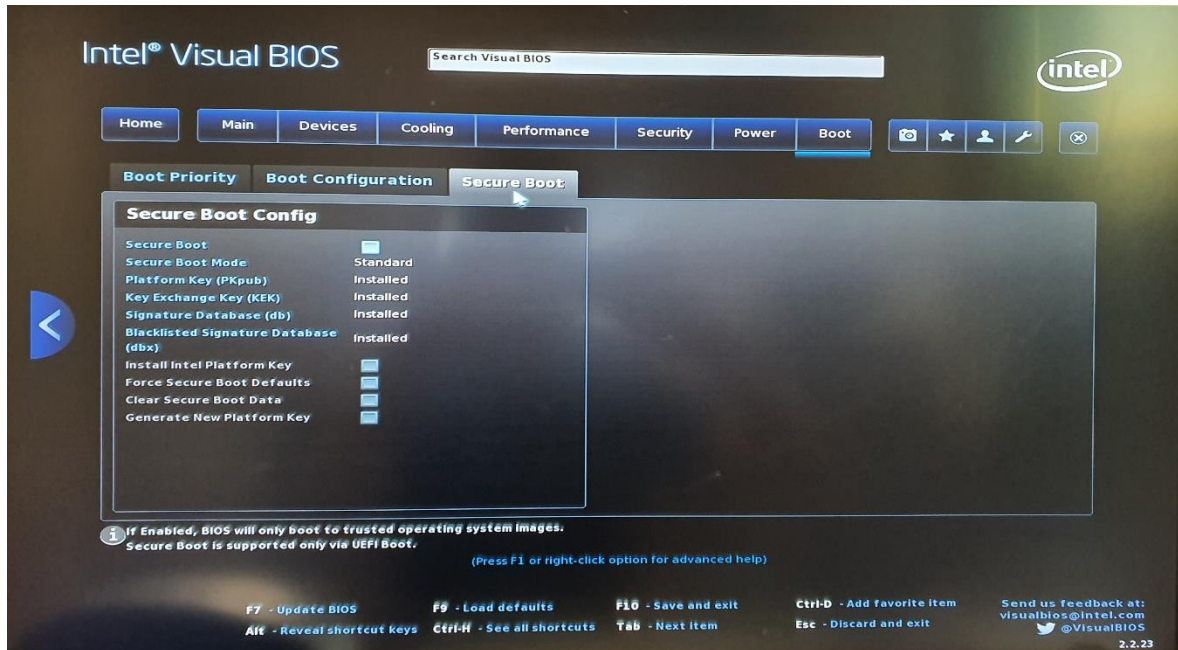 Intel® Visual BIOS
Search Visual BIOS
intel
Home Main Devices Cooling Performance Security Power Boot
Boot Priority Boot Configuration Secure Boot
Secure Boot Config
Secure Boot
Secure Boot Mode Standard
Platform Key (PKpub) Installed
Key Exchange Key (KEK) Installed
Signature Database (db) Installed
Blacklisted Signature Database Installed
(dbx)
Install Intel Platform Key
Force Secure Boot Defaults
Clear Secure Boot Data
Generate New Platform Key
If Enabled, BIOS will only boot to trusted operating system images.
Secure Boot is supported only via UEFI Boot.
(Press F1 or right-click option for advanced help)
F7 - Update BIOS F9 - Load defaults F10 - Save and exit Ctrl-D - Add favorite item Send us feedback at:
visualbios@intel.com
Alt - Reveal shortcut keys Ctrl-H - See all shortcuts Tab - Next item Esc - Discard and exit @VisualBIOS
2.2.23